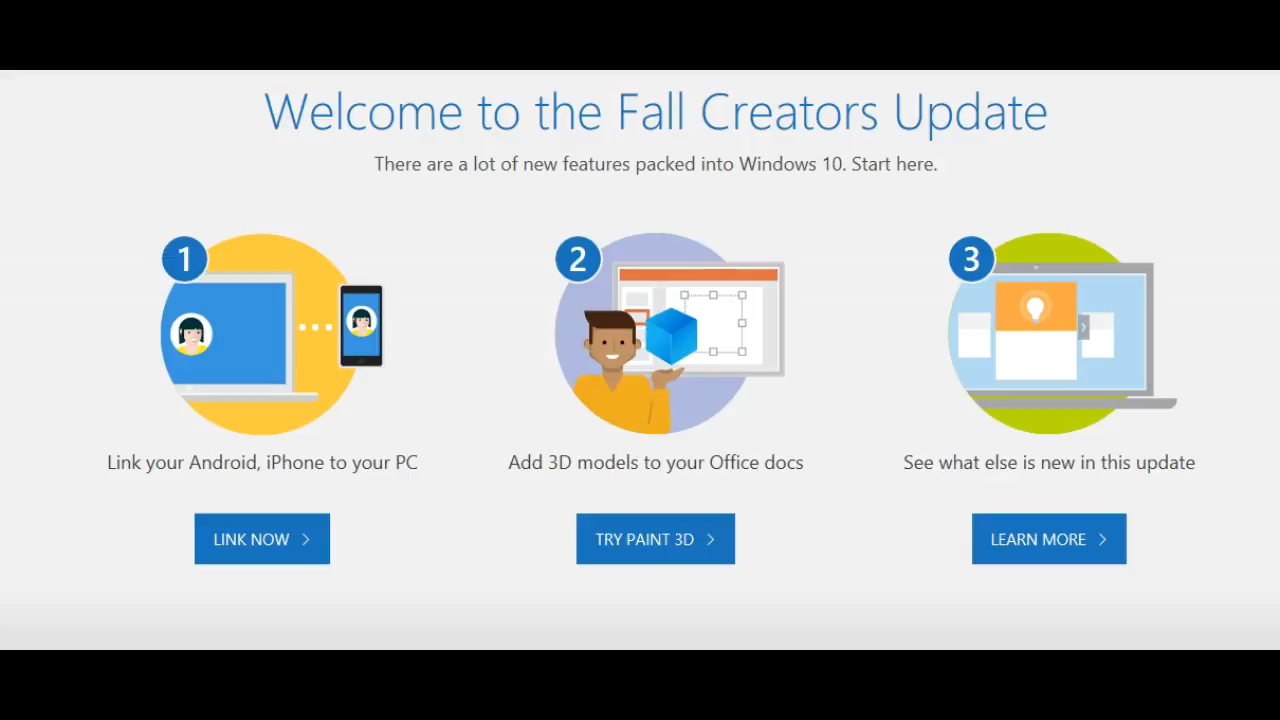 Welcome to the Fall Creators Update
There are a lot of new features packed into Windows 10. Start here.
1
2
3
Link your Android, iPhone to your PC
Add 3D models to your Office docs
See what else is new in this update
LINK NOW
TRY PAINT 3D
LEARN MORE